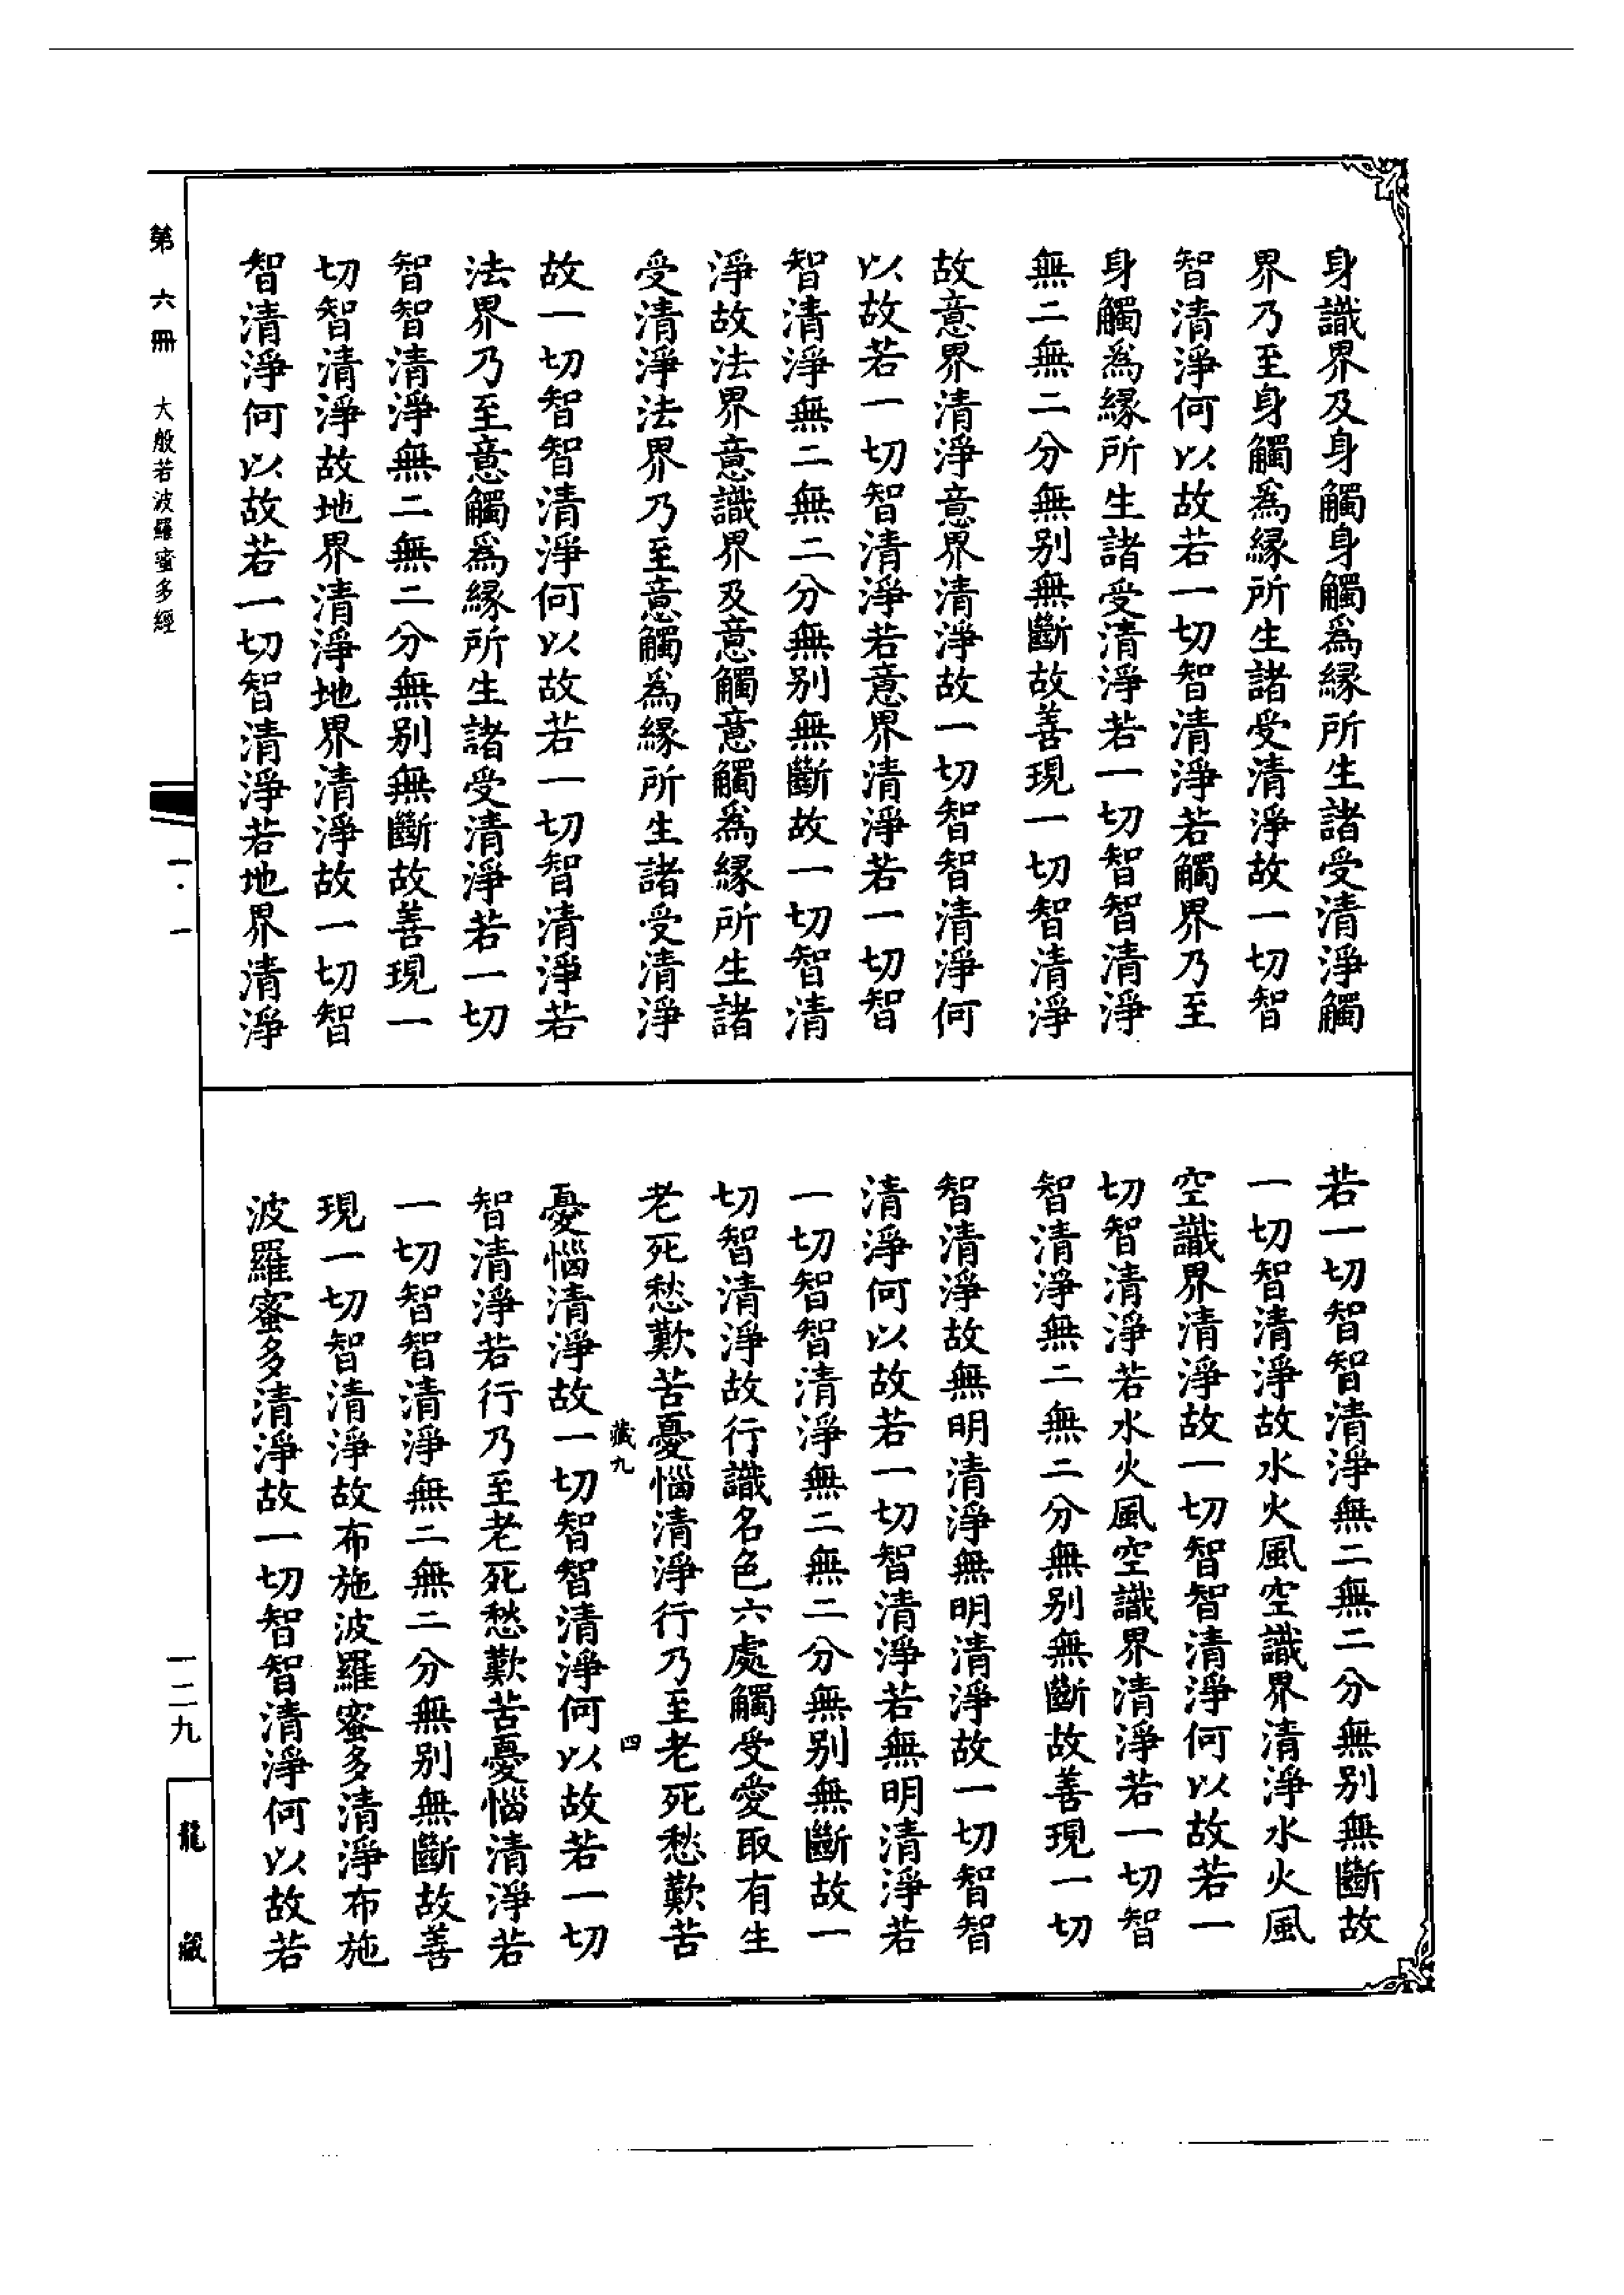 身識界及身觸身觸為緣所生諸受清淨觸
界乃至身觸為緣所生諸受清淨故一切智
智清淨何以故若一切智智清淨若觸界乃至
身觸為緣所生諸受清淨若一切智智清淨
無二無二分無別無斷故善現一切智清淨
故意界清淨意界清淨故一切智智清淨何
以故若一切智清淨若意界清淨若一切智
智清淨無二無二分無別無斷故一切智清
淨故法界意識界及意觸意觸為緣所生諸
受清淨法界乃至意觸為緣所生諸受清淨
故一切智智清淨何以故若一切智清淨若
法界乃至意觸為緣所生諸受清淨若一切
智智清淨無二無二分無別無斷故善現一
切智清淨故地界清淨地界清淨故一切智
智清淨何以故若一切智清淨若地界清淨
若一切智智清淨無二無二分無別無斷故
一切智清淨故水火風空識界清淨水火風
空識界清淨故一切智智清淨何以故若一
切智清淨若水火風空識界清淨若一切智
智清淨無二無二分無別無斷故善現一切
智清淨故無明清淨無明清淨故一切智智
清淨何以故若一切智清淨若無明清淨若
一切智智清淨無二無二分無別無斷故一
切智清淨故行識名色六處觸受愛取有生
老死愁歎苦憂惱清淨行乃至老死愁歎苦
藏九 四
憂惱清淨故一切智智清淨何以故若一切
智清淨若行乃至老死愁歎苦憂惱清淨若
一切智智清淨無二無二分無別無斷故善
現一切智清淨故布施波羅蜜多清淨布施
波羅蜜多清淨故一切智智清淨何以故若
第六冊 大般若波羅蜜多經
一·一
一二九
龍藏